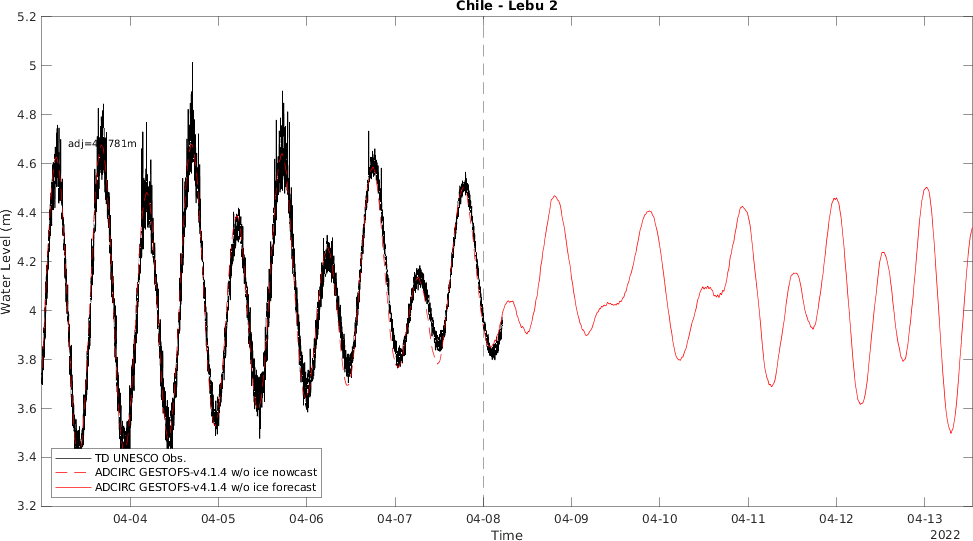 Chile - Lebu 2
5.2
5
4.8
4.6
4.4
4.2
4
3.8
3.6
3.4
3.2
Water Level (m)
TD UNESCO Obs.
ADCIRC GESTOFS-v4.1.4 w/o ice nowcast
ADCIRC GESTOFS-v4.1.4 w/o ice forecast
04-04 04-05 04-06 04-07 04-08 04-09 04-10 04-11 04-12 04-13
Time
2022